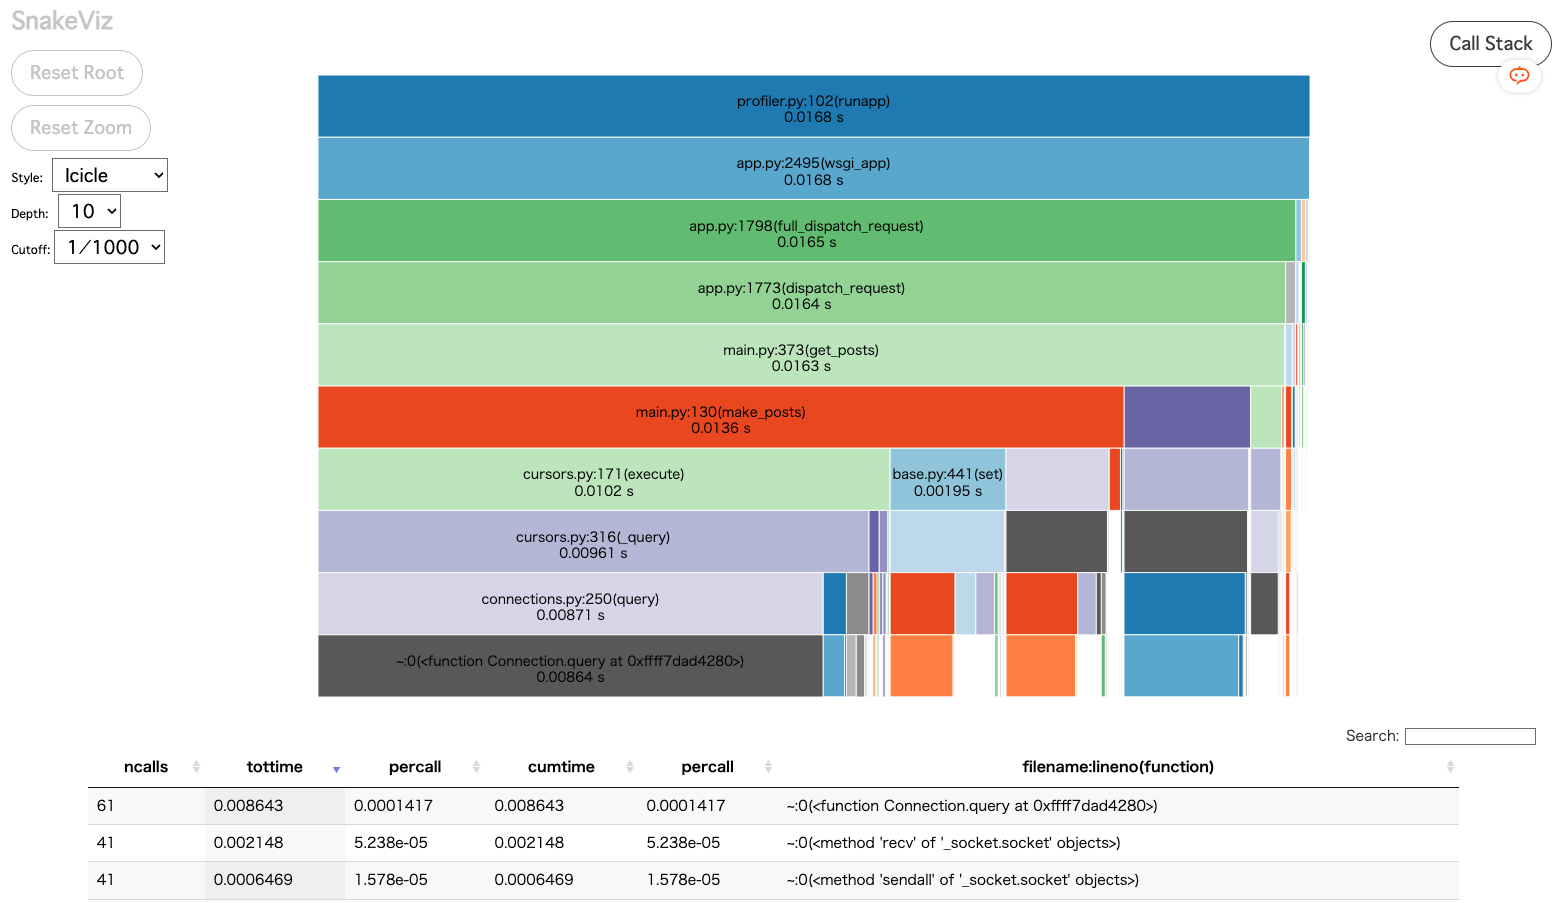 SnakeViz
Call Stack
Reset Root
Reset Zoom
Style: Icicle
Depth: 10
Cutoff: 1/1000
profiler.py:102(runapp)
0.0168 s
app.py:2495(wsgi_app)
0.0168 s
app.py:1798(full_dispatch_request)
0.0165 s
app.py:1773(dispatch_request)
0.0164 s
main.py:373(get_posts)
0.0163 s
main.py:130(make_posts)
0.0136 s
cursors.py:171(execute)
0.0102 s
base.py:441(set)
0.00195 s
cursors.py:316(_query)
0.00961 s
connections.py:250(query)
0.00871 s
~:0(<function Connection.query at 0xffff7dad4280>)
0.00864 s
Search:
ncalls tottime percall cumtime percall filename:lineno(function)
61 0.008643 0.0001417 0.008643 0.0001417 ~:0(<function Connection.query at 0xffff7dad4280>)
41 0.002148 5.238e-05 0.002148 5.238e-05 ~:0(<method 'recv' of '_socket.socket' objects>)
41 0.0006469 1.578e-05 0.0006469 1.578e-05 ~:0(<method 'sendall' of '_socket.socket' objects>)